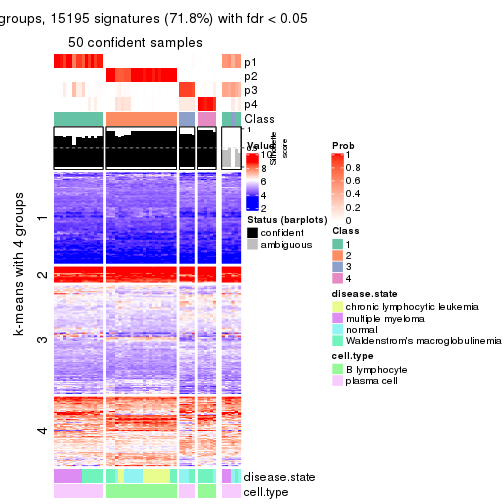 groups, 15195 signatures (71.8%) with fdr < 0.05
50 confident samples
p1
p2
p3
p4
Class
1
Silhouette
score
Value
10
8
6
4
2
Status (barplots)
confident
ambiguous
Prob
1
0.8
0.6
0.4
0.2
0
Class
1
2
3
4
disease.state
chronic lymphocytic leukemia
multiple myeloma
normal
Waldenstrom's macroglobulinemia
cell.type
B lymphocyte
plasma cell
k-means with 4 groups
1
2
3
4
disease.state
cell.type